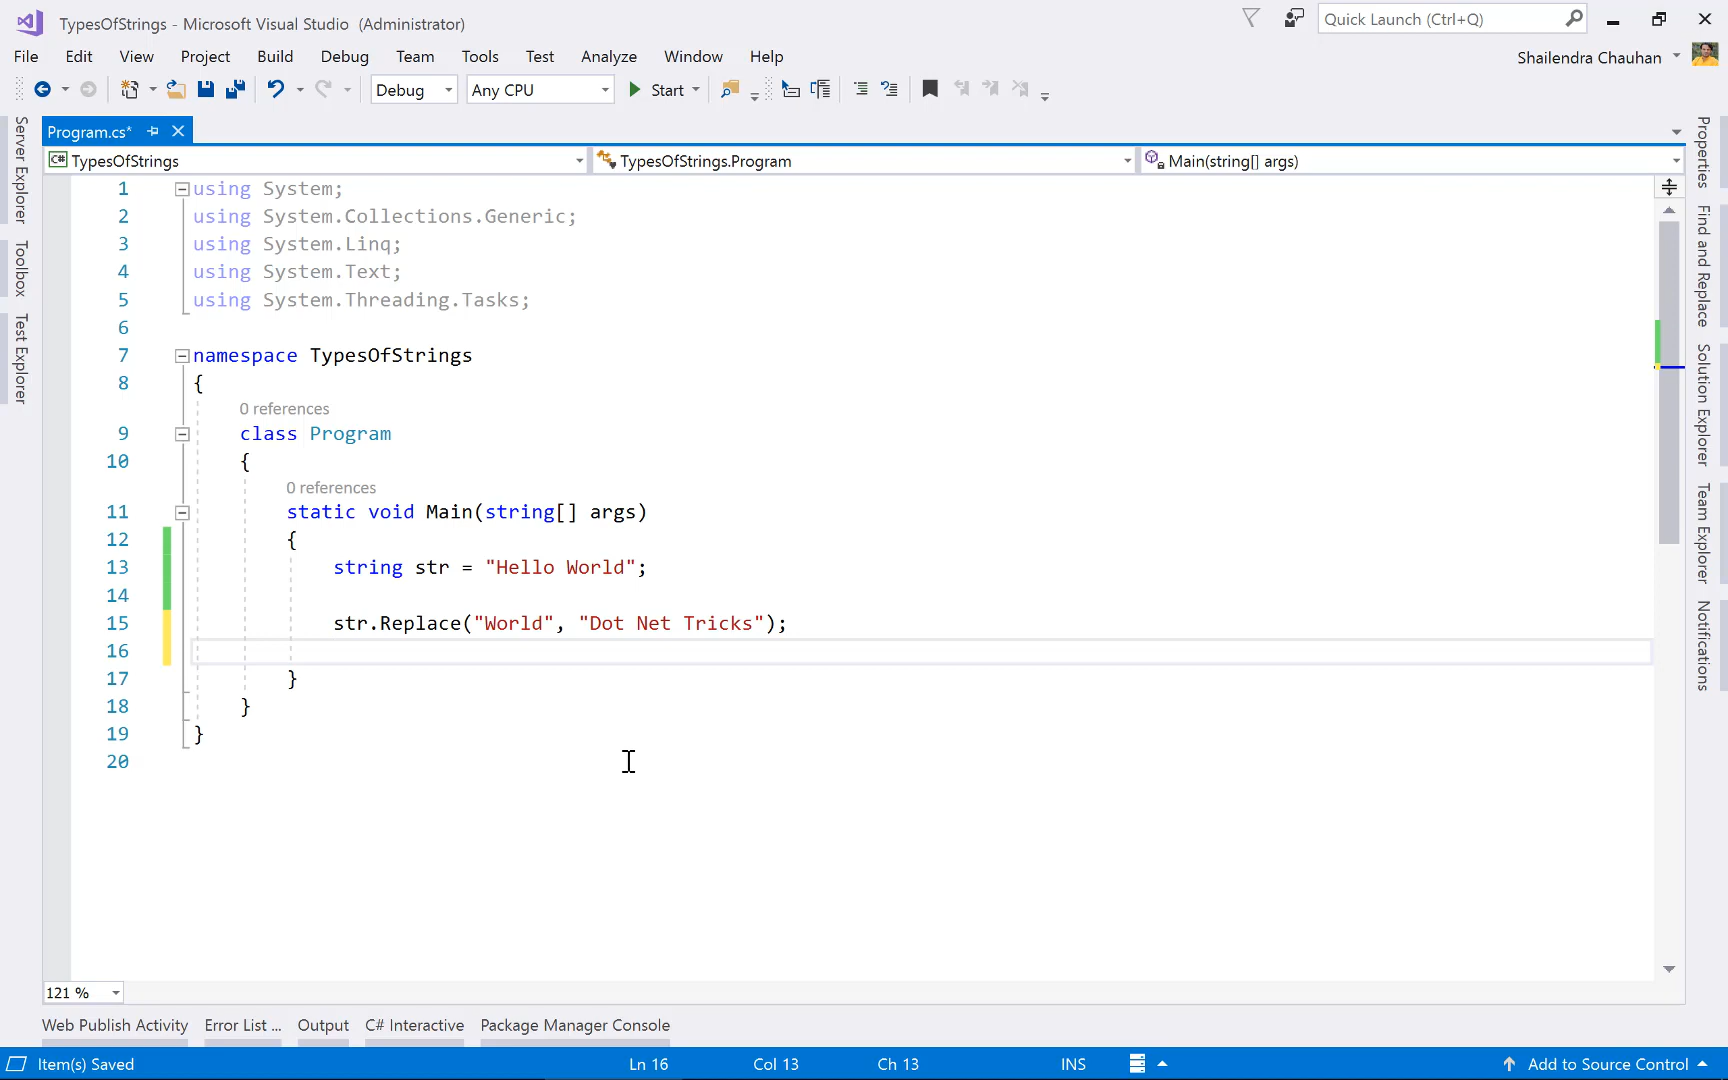 TypesOfStrings - Microsoft Visual Studio (Administrator)
Quick Launch (Ctrl+Q)
File Edit View Project Build Debug Team Tools Test Analyze Window Help
Shailendra Chauhan
Debug Any CPU Start
Program.cs*
C# TypesOfStrings TypesOfStrings.Program Main(string[] args)
1 using System;
2 using System.Collections.Generic;
3 using System.Linq;
4 using System.Text;
5 using System.Threading.Tasks;
6
7 namespace TypesOfStrings
8 {
0 references
9 class Program
10 {
0 references
11 static void Main(string[] args)
12 {
13 string str = "Hello World";
14
15 str.Replace("World", "Dot Net Tricks");
16
17 }
18 }
19 }
20
Server Explorer
Toolbox
Test Explorer
Properties
Find and Replace
Solution Explorer
Team Explorer
Notifications
121 %
Web Publish Activity Error List ... Output C# Interactive Package Manager Console
Item(s) Saved Ln 16 Col 13 Ch 13 INS Add to Source Control